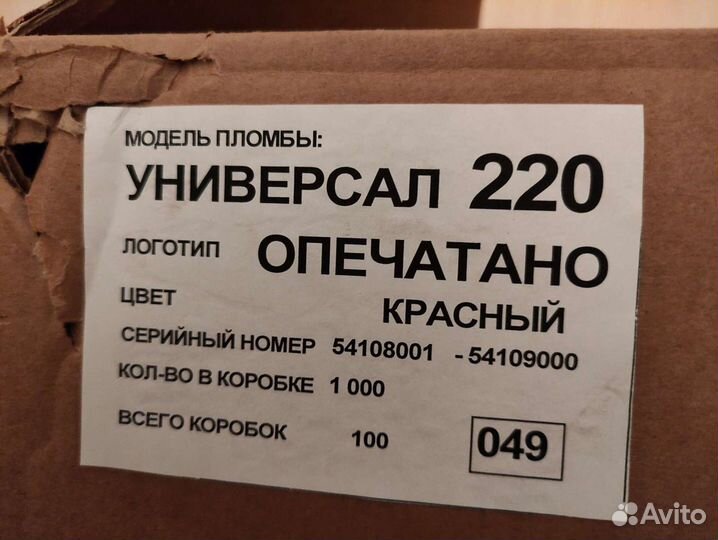 МОДЕЛЬ ПЛОМБЫ:
УНИВЕРСАЛ 220
ЛОГОТИП ОПЕЧАТАНО
ЦВЕТ КРАСНЫЙ
СЕРИЙНЫЙ НОМЕР 54108001 - 54109000
КОЛ-ВО В КОРОБКЕ 1 000
ВСЕГО КОРОБОК 100 049
Avito